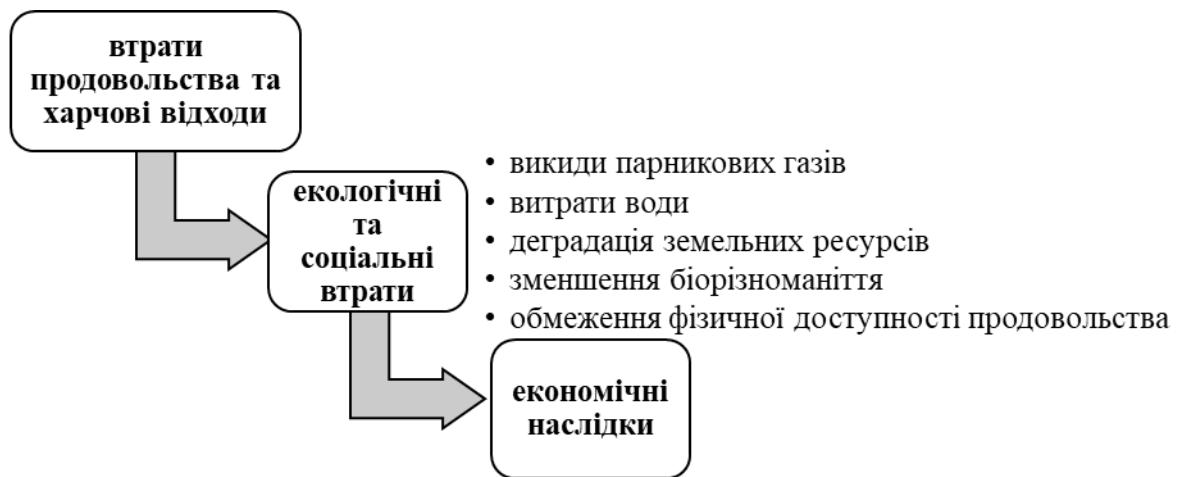 втрати
продовольства та
харчові відходи
екологічні
та
соціальні
втрати
• викиди парникових газів
• витрати води
• деградація земельних ресурсів
• зменшення біорізноманіття
• обмеження фізичної доступності продовольства
економічні
наслідки